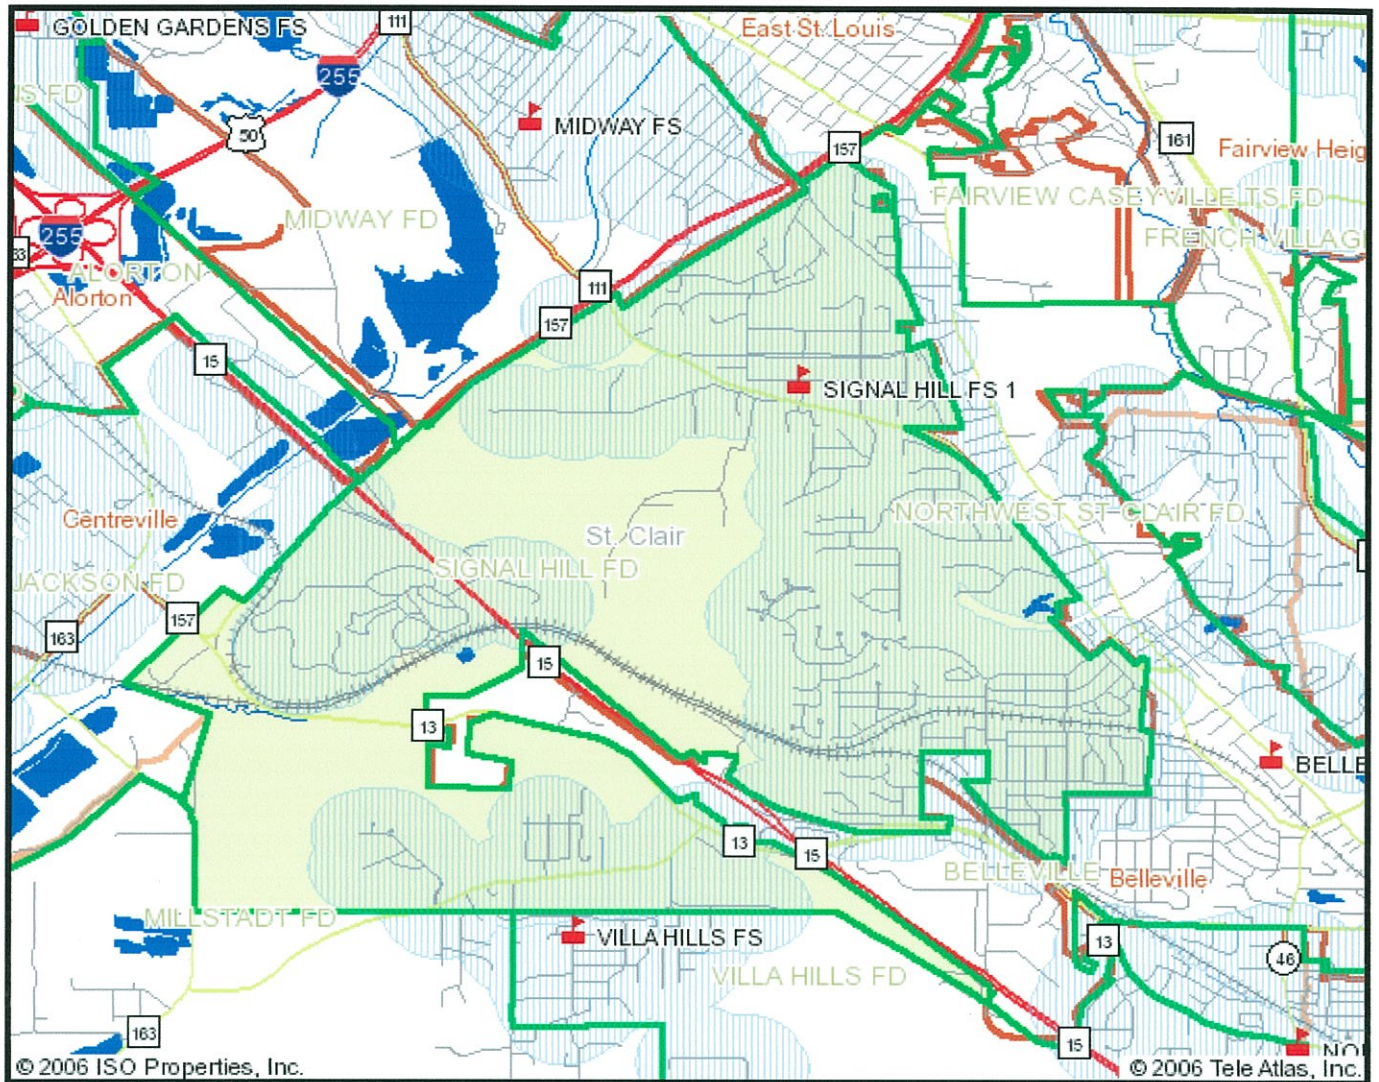 GOLDEN GARDENS FS
111
East St. Louis
255
NS FD
50
MIDWAY FS
157
161
Fairview Heig
FAIRVIEW CASEYVILLE TS FD
MIDWAY FD
FRENCH VILLAG
255
ALORTON
Alorton
111
157
15
SIGNAL HILL FS 1
Centreville
St. Clair
NORTHWEST ST CLAIR FD
SIGNAL HILL FD
JACKSON FD
157
163
15
13
BELLE
13
15
BELLEVILLE
Belleville
MILLSTADT FD
VILLA HILLS FS
13
46
VILLA HILLS FD
163
15
NO
© 2006 ISO Properties, Inc.
© 2006 Tele Atlas, Inc.